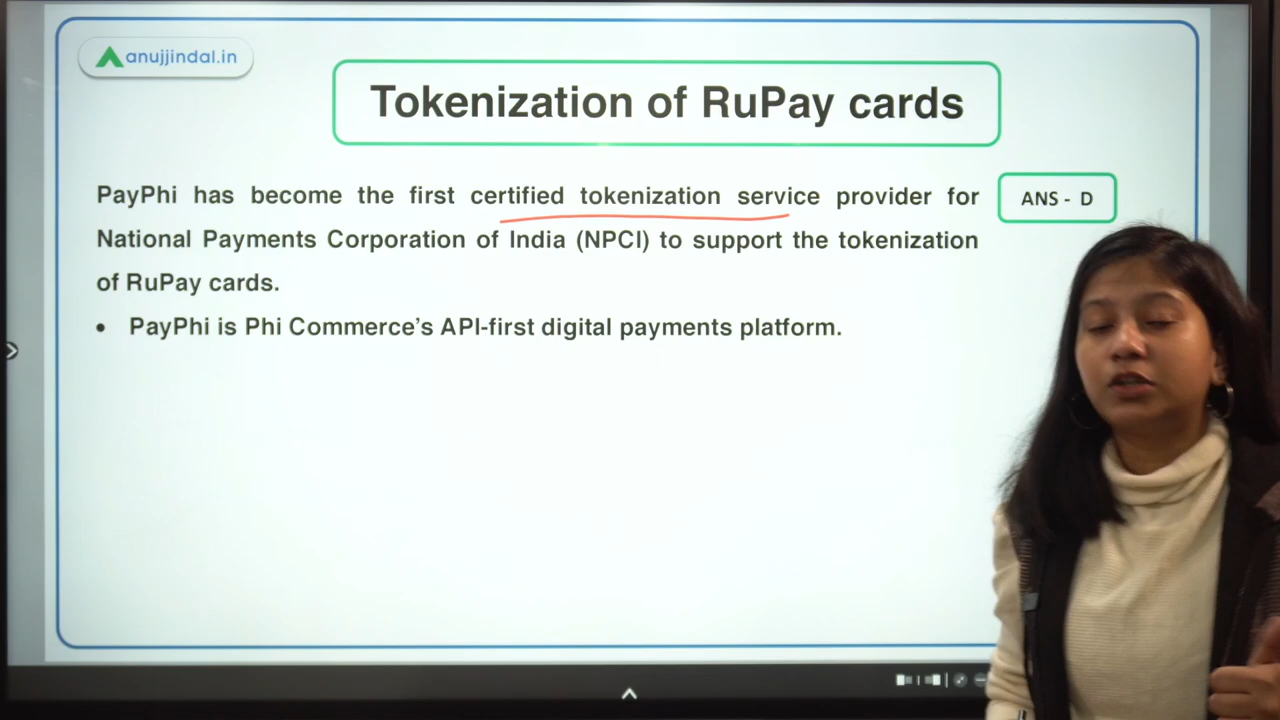 anujjindal.in
Tokenization of RuPay cards
PayPhi has become the first certified tokenization service provider for
National Payments Corporation of India (NPCI) to support the tokenization
of RuPay cards.
• PayPhi is Phi Commerce’s API-first digital payments platform.
ANS - D